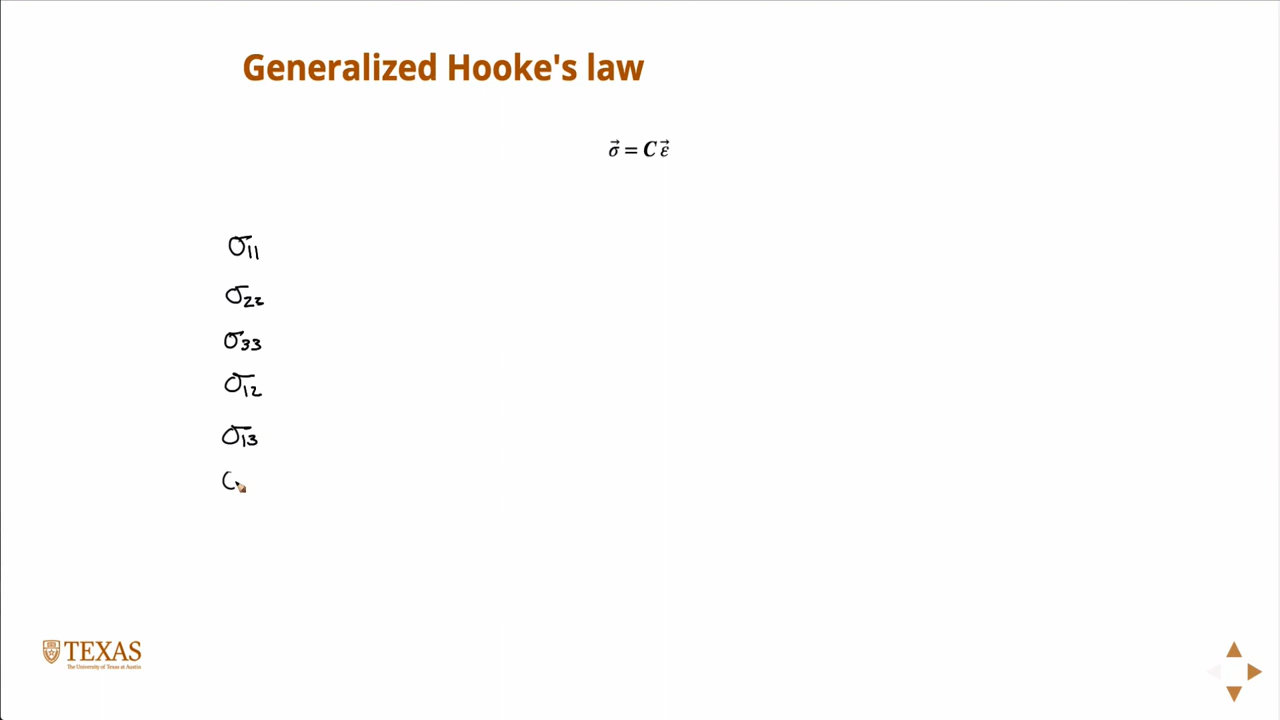 Generalized Hooke's law
σ⃗ = C ε⃗
σ₁₁
σ₂₂
σ₃₃
σ₁₂
σ₁₃
TEXAS
The University of Texas at Austin